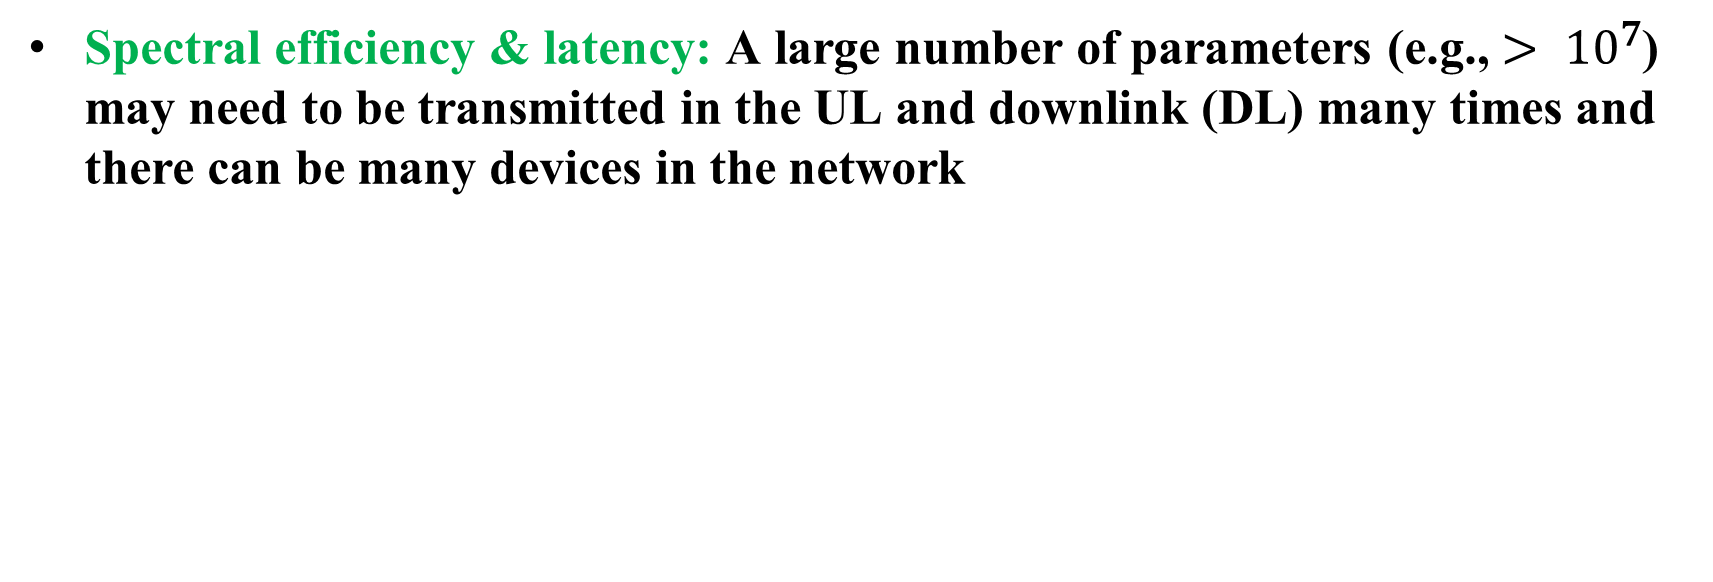 • Spectral efficiency & latency: A large number of parameters (e.g., > 10⁷)
may need to be transmitted in the UL and downlink (DL) many times and
there can be many devices in the network